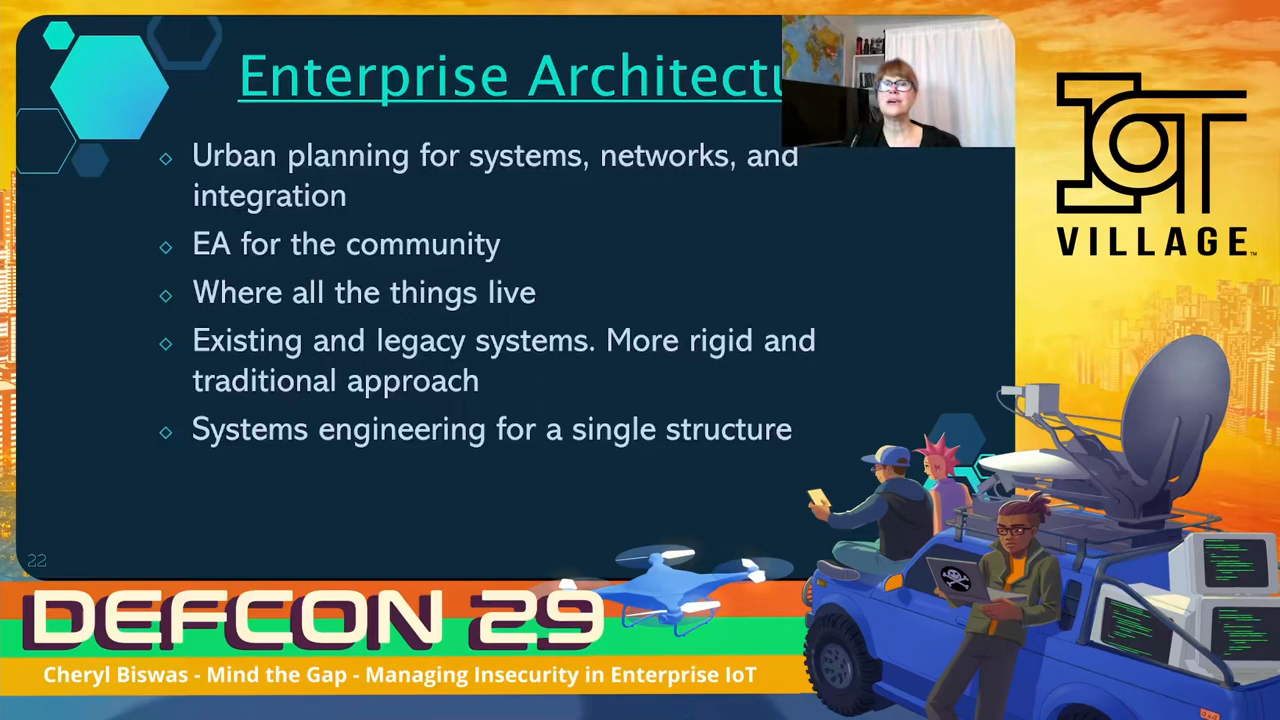 Enterprise Architectu
Urban planning for systems, networks, and
integration
EA for the community
Where all the things live
Existing and legacy systems. More rigid and
traditional approach
Systems engineering for a single structure
22
IoT
VILLAGE™
DEFCON 29
Cheryl Biswas - Mind the Gap - Managing Insecurity in Enterprise IoT